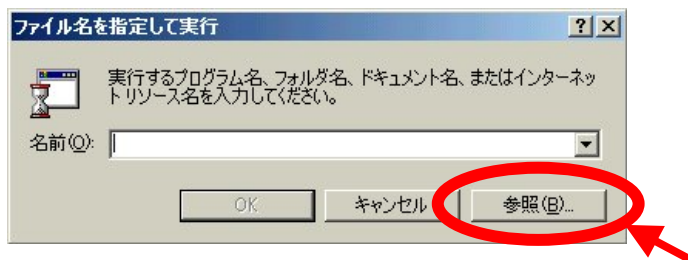 ファイル名を指定して実行
実行するプログラム名、フォルダ名、ドキュメント名、またはインターネッ
トリソース名を入力してください。
名前(O):
OK キャンセル 参照(B)...